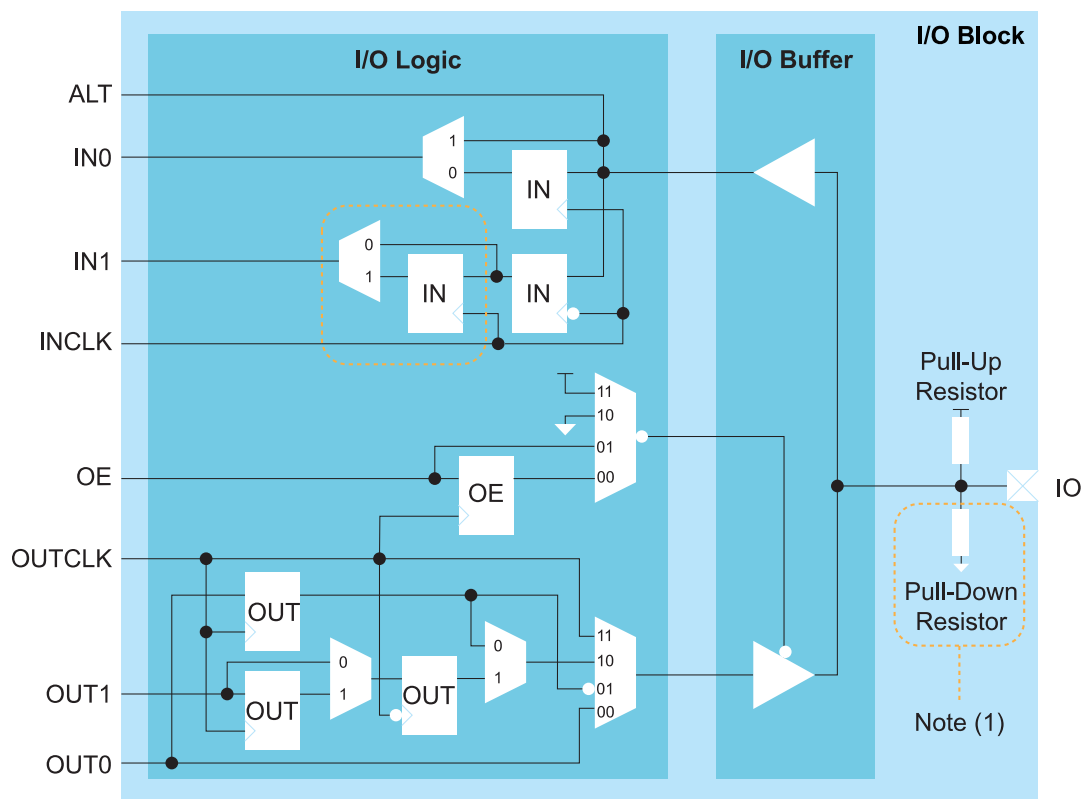 I/O Block
I/O Logic
I/O Buffer
ALT
IN0
1
0
IN
IN1
0
1
IN
IN
INCLK
Pull-Up
Resistor
11
10
01
00
OE
OE
IO
OUTCLK
Pull-Down
Resistor
OUT
0
1
OUT1
OUT
OUT
0
1
11
10
01
00
Note (1)
OUT0